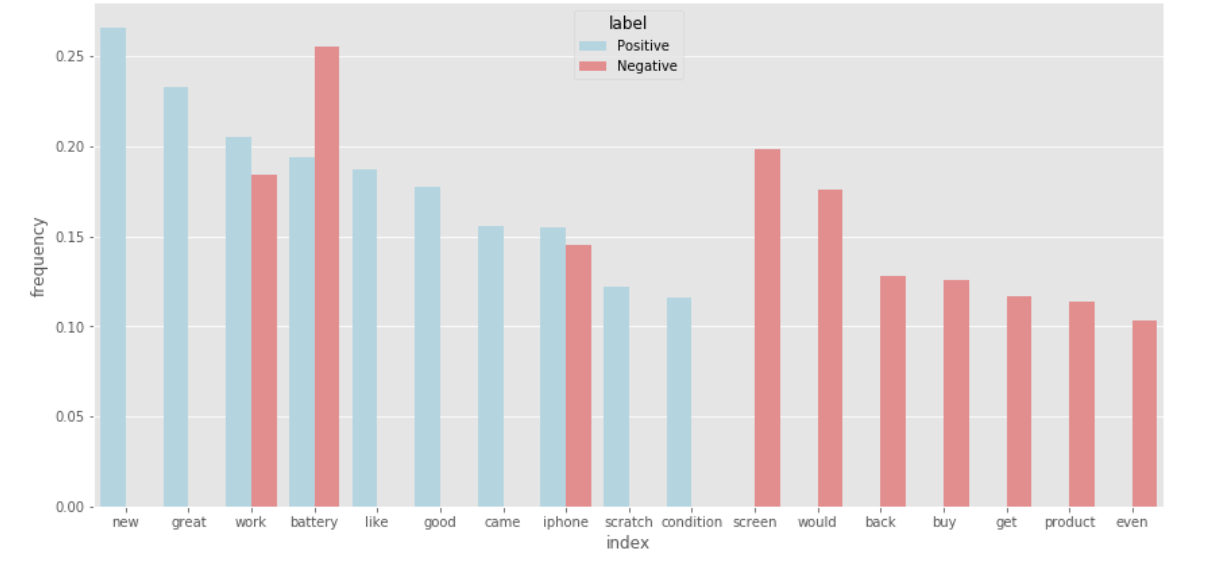 label
Positive
Negative
0.25
0.20
0.15
0.10
0.05
0.00
frequency
new great work battery like good came iphone scratch condition screen would back buy get product even
index